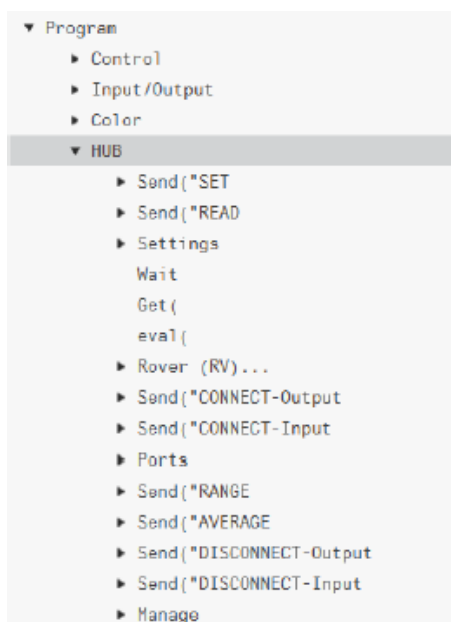 Program
Control
Input/Output
Color
HUB
Send("SET
Send("READ
Settings
Wait
Get(
eval(
Rover (RV)...
Send("CONNECT-Output
Send("CONNECT-Input
Ports
Send("RANGE
Send("AVERAGE
Send("DISCONNECT-Output
Send("DISCONNECT-Input
Manage